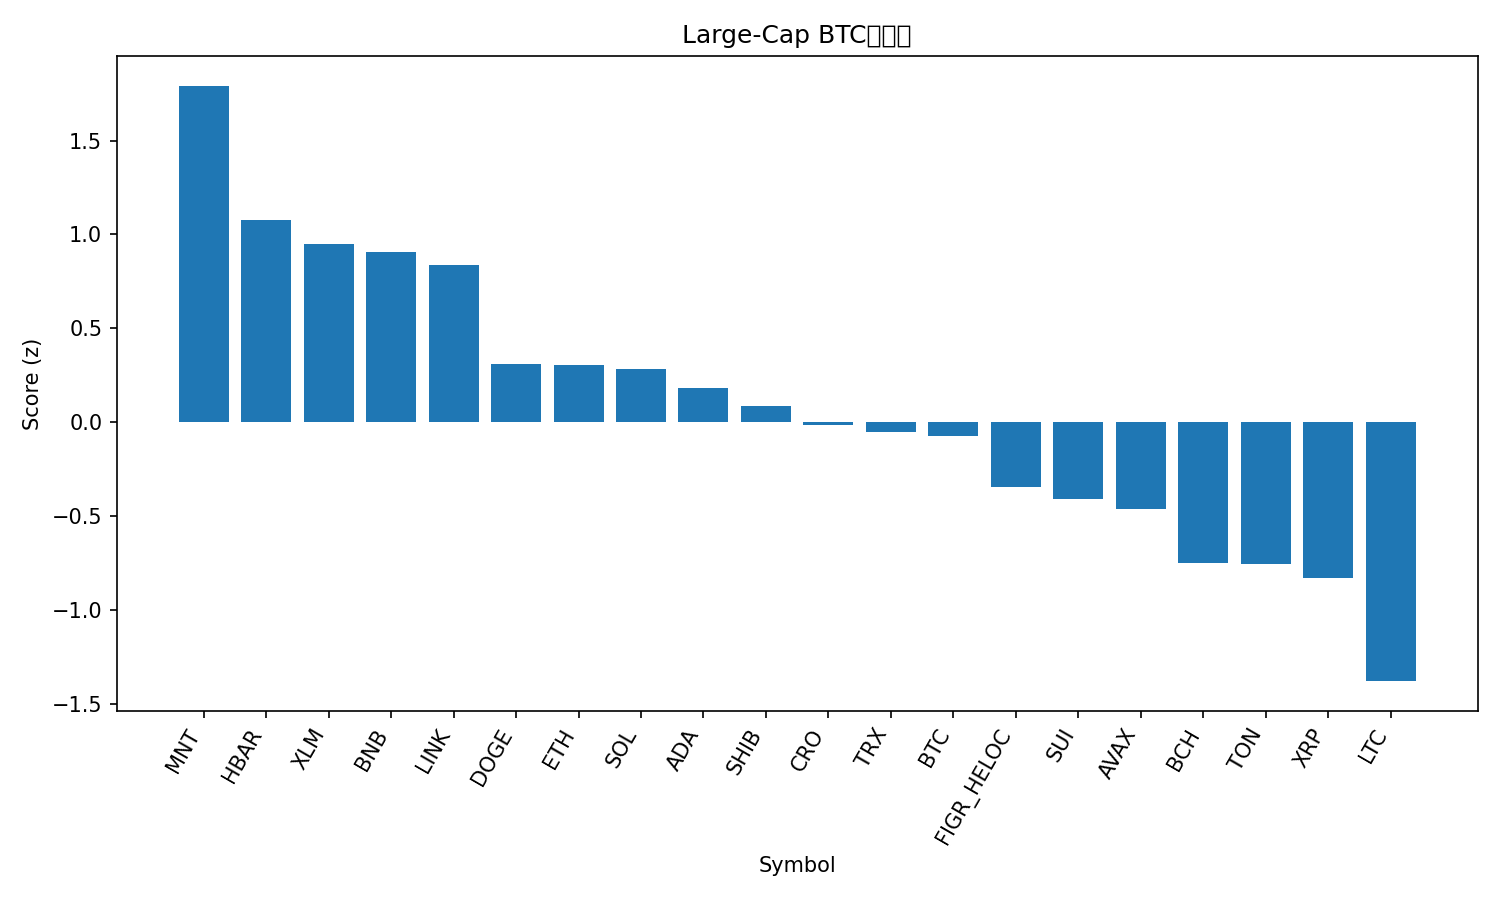 Large-Cap BTC
Score (z)
1.5
1.0
0.5
0.0
−0.5
−1.0
−1.5
MNT
HBAR
XLM
BNB
LINK
DOGE
ETH
SOL
ADA
SHIB
CRO
TRX
BTC
FIGR_HELOC
SUI
AVAX
BCH
TON
XRP
LTC
Symbol